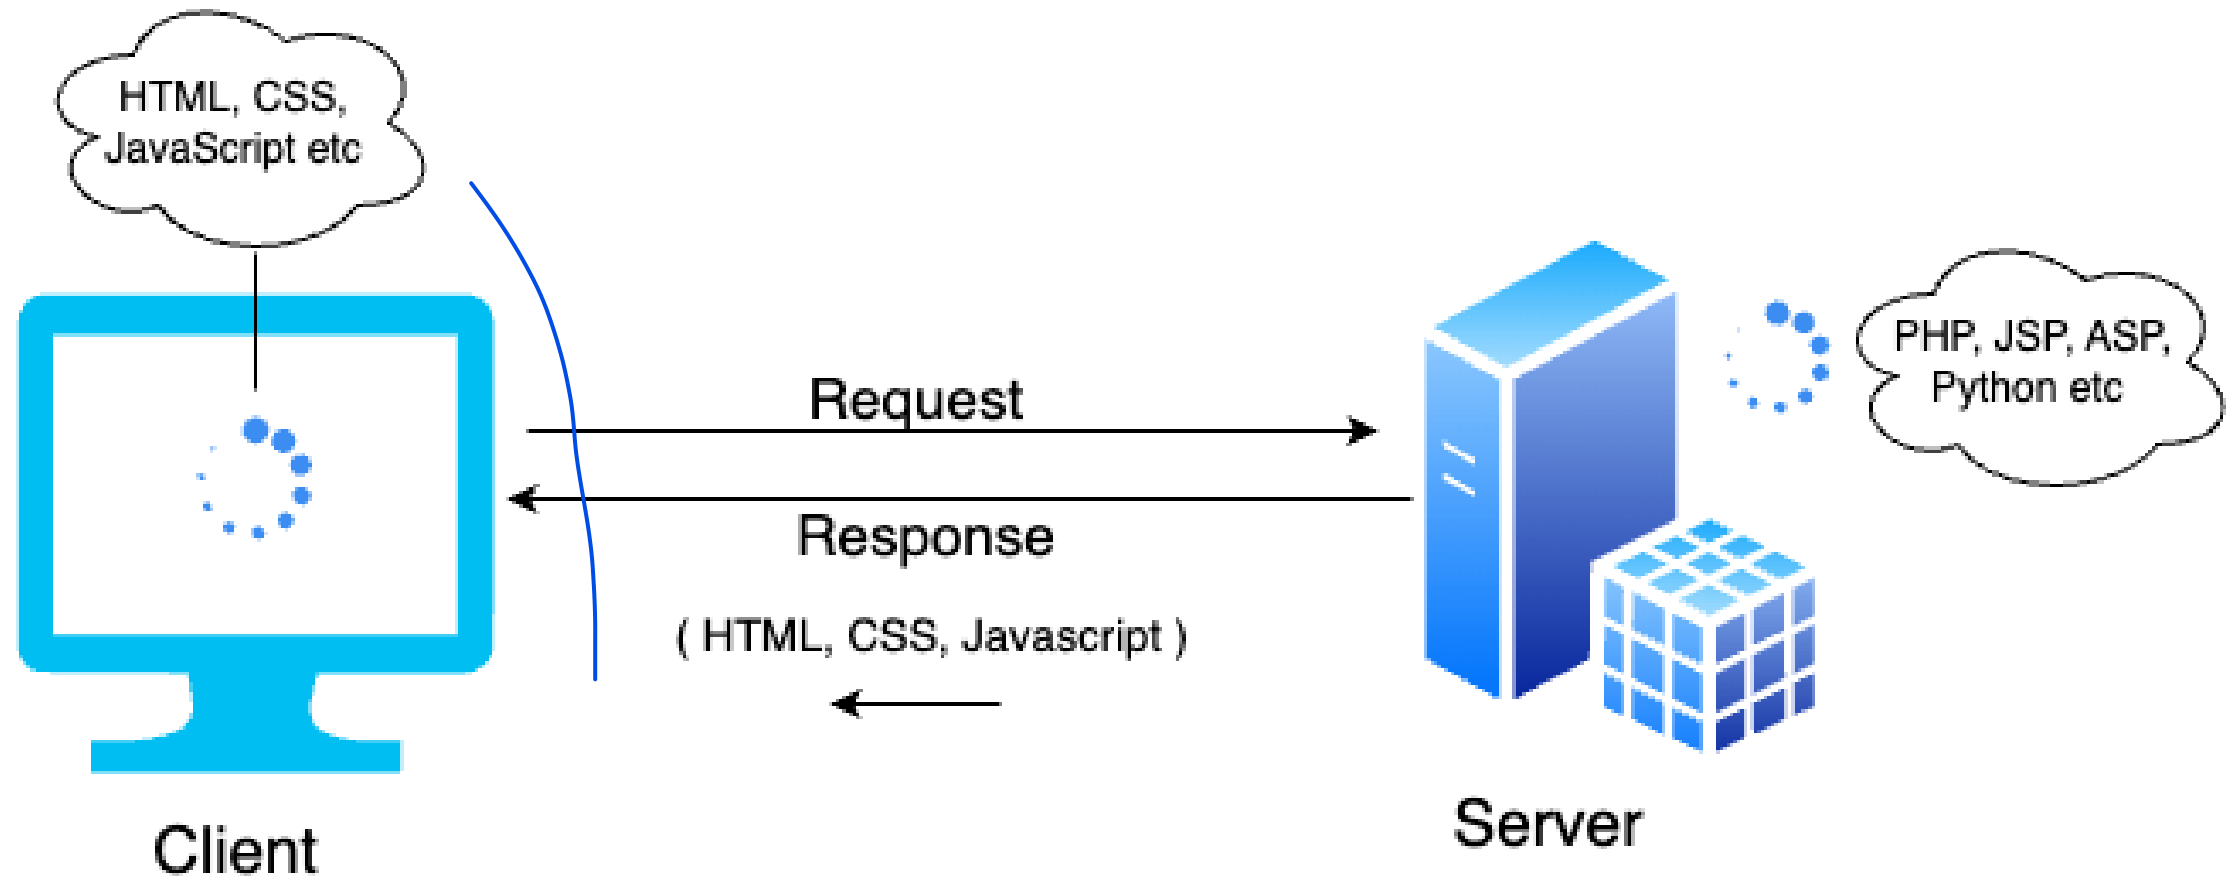 HTML, CSS,
JavaScript etc
Request
Response
( HTML, CSS, Javascript )
PHP, JSP, ASP,
Python etc
Client
Server